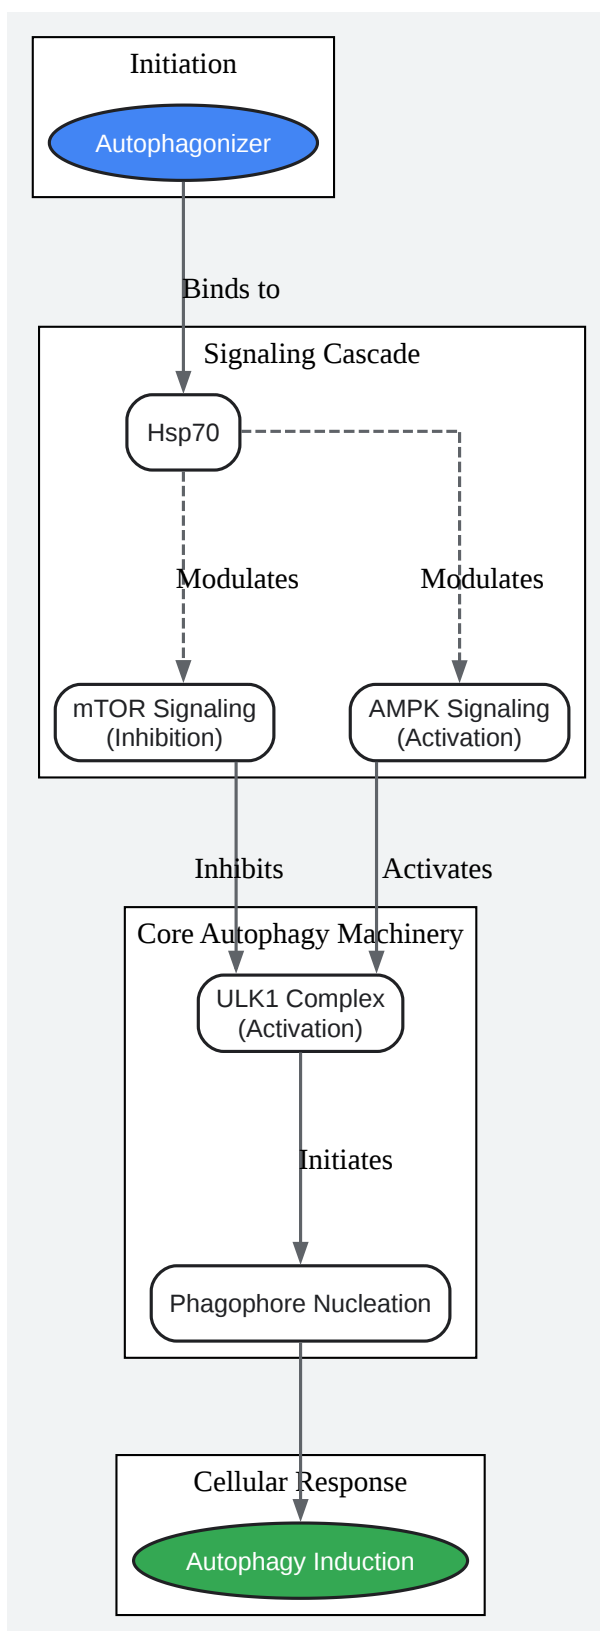 Initiation
Autophagonizer
Binds to
Signaling Cascade
Hsp70
Modulates
Modulates
mTOR Signaling
(Inhibition)
AMPK Signaling
(Activation)
Inhibits
Activates
Core Autophagy Machinery
ULK1 Complex
(Activation)
Initiates
Phagophore Nucleation
Cellular Response
Autophagy Induction